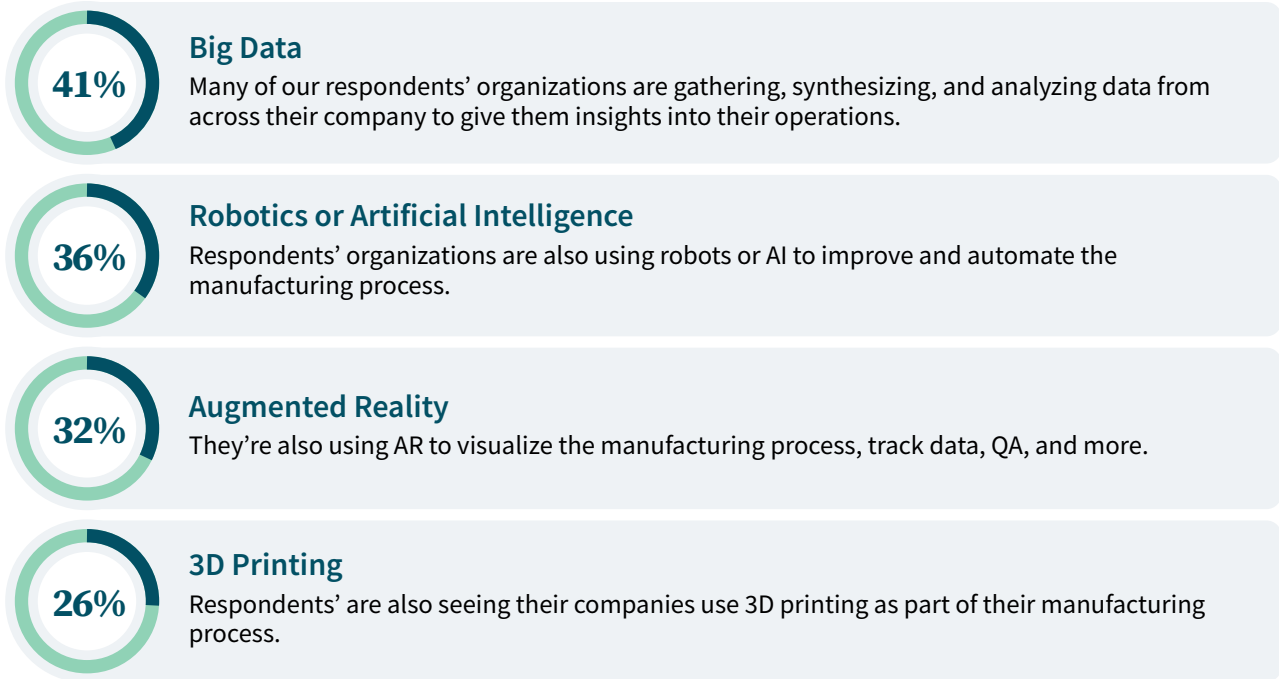 41%
Big Data
Many of our respondents’ organizations are gathering, synthesizing, and analyzing data from
across their company to give them insights into their operations.
36%
Robotics or Artificial Intelligence
Respondents’ organizations are also using robots or AI to improve and automate the
manufacturing process.
32%
Augmented Reality
They’re also using AR to visualize the manufacturing process, track data, QA, and more.
26%
3D Printing
Respondents’ are also seeing their companies use 3D printing as part of their manufacturing
process.